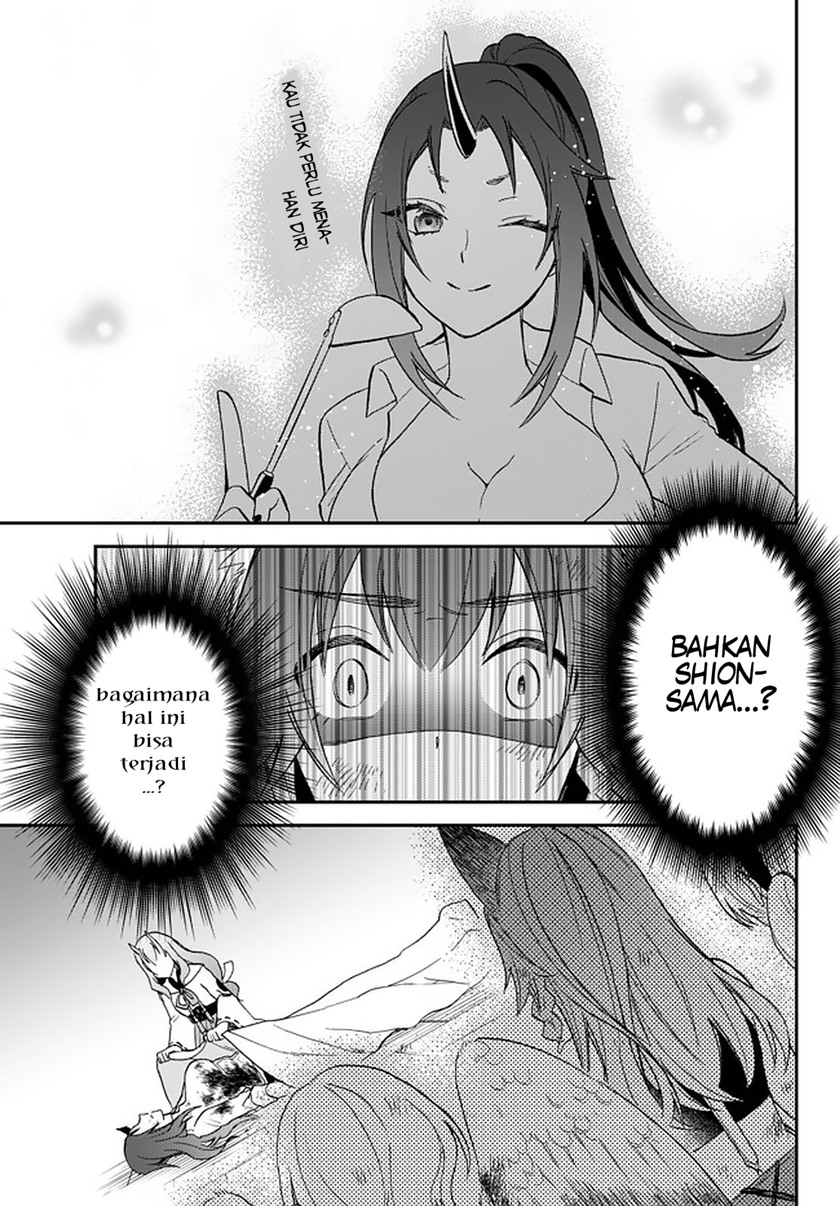 KAU TIDAK PERLU MENA-
HAN DIRI
BAHKAN
SHION-
SAMA...?
bagaimana
hal ini
bisa
terjadi
...?